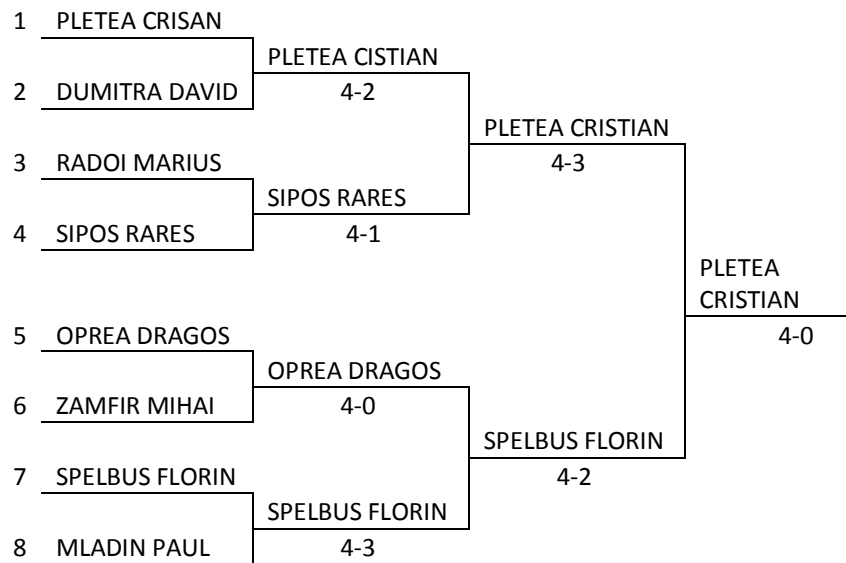 1 PLETEA CRISAN
PLETEA CISTIAN
2 DUMITRA DAVID 4-2
PLETEA CRISTIAN
3 RADOI MARIUS 4-3
SIPOS RARES
4 SIPOS RARES 4-1
PLETEA
CRISTIAN
5 OPREA DRAGOS 4-0
OPREA DRAGOS
6 ZAMFIR MIHAI 4-0
SPELBUS FLORIN
7 SPELBUS FLORIN 4-2
SPELBUS FLORIN
8 MLADIN PAUL 4-3